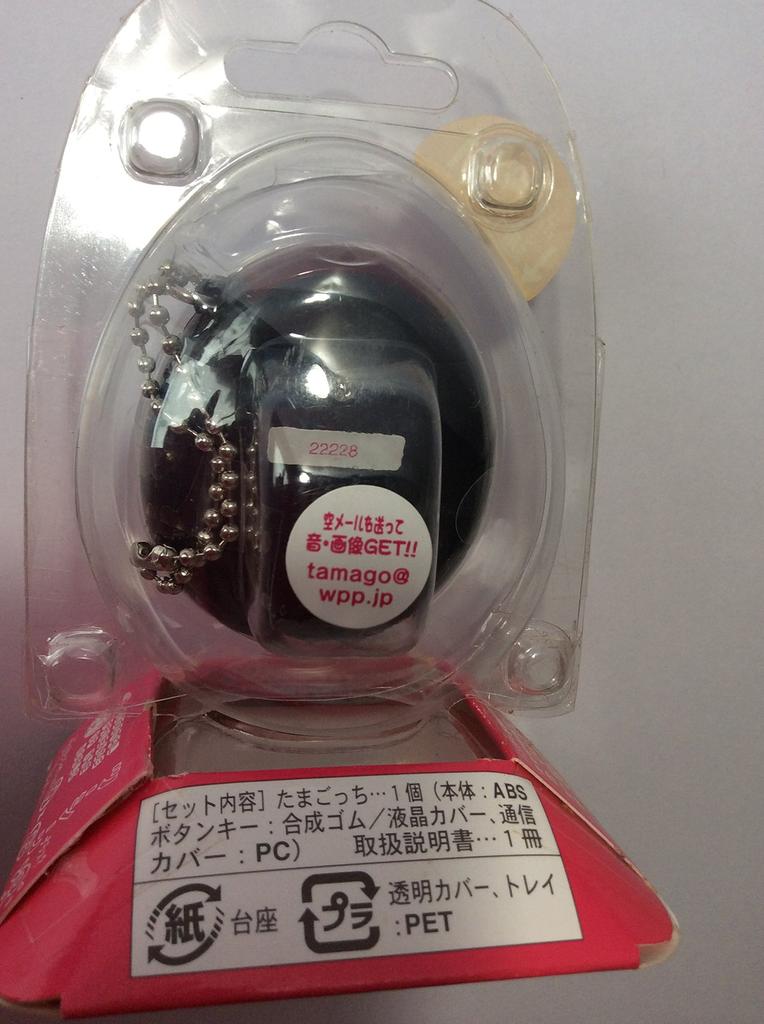 22228
空メールを送って
音・画像GET!!
tamago@
wpp.jp
[セット内容] たまごっち…1個 (本体:ABS
ボタンキー:合成ゴム/液晶カバー、通信
カバー:PC) 取扱説明書…1冊
紙 台座
プラ 透明カバー、トレイ
:PET